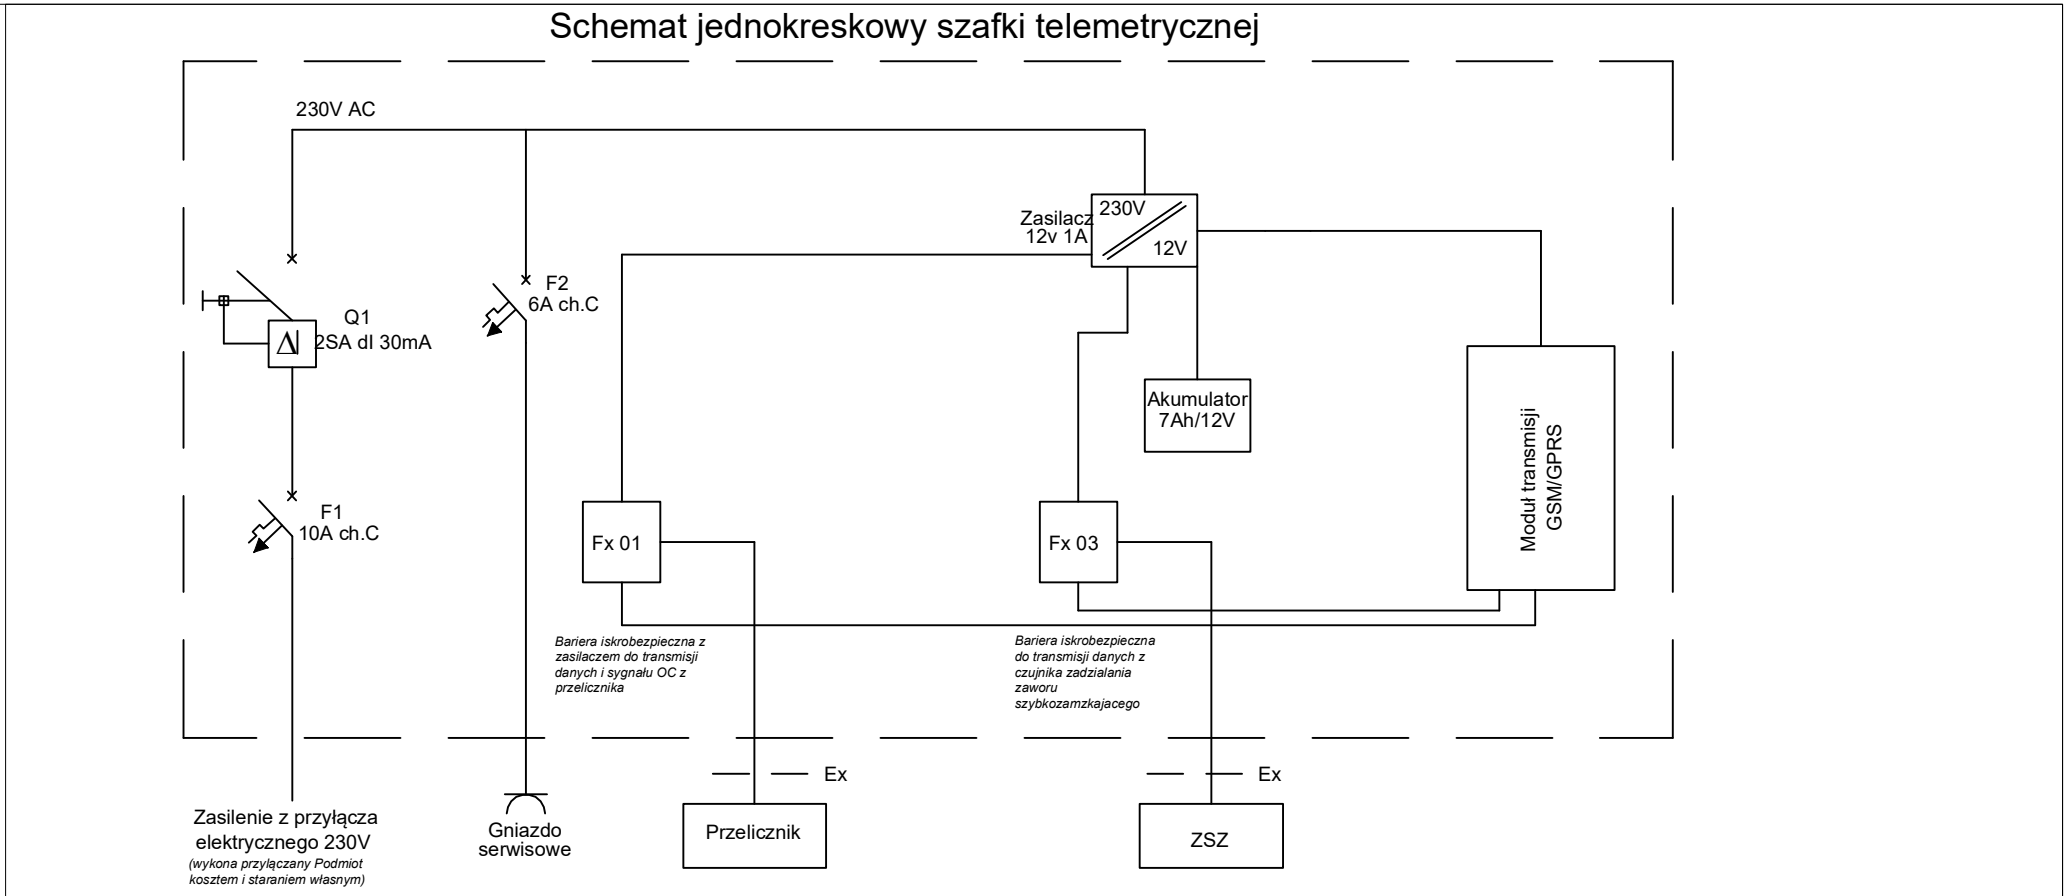 Schemat jednokreskowy szafki telemetrycznej
230V AC
Zasilacz
12v 1A
230V
12V
F2
6A ch.C
Q1
2SA dI 30mA
ΔI
Akumulator
7Ah/12V
Moduł transmisji
GSM/GPRS
F1
10A ch.C
Fx 01
Fx 03
Bariera iskrobezpieczna z
zasilaczem do transmisji
danych i sygnału OC z
przelicznika
Bariera iskrobezpieczna
do transmisji danych z
czujnika zadzialania
zaworu
szybkozamzkajacego
Ex
Ex
Zasilenie z przyłącza
elektrycznego 230V
(wykona przyłączany Podmiot
kosztem i staraniem własnym)
Gniazdo
serwisowe
Przelicznik
ZSZ